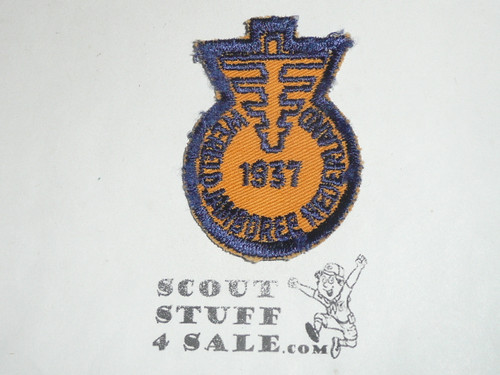 1937
WERELD JAMBOREE NEDERLAND
SCOUT
STUFF
4 SALE.com